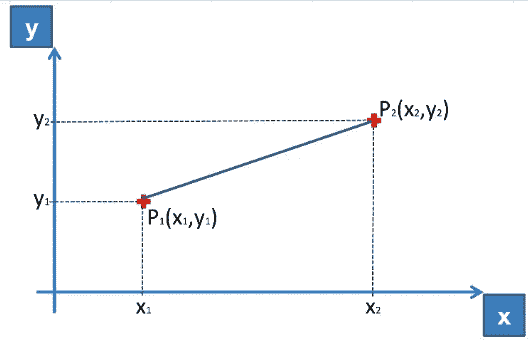 y
P₂(x₂,y₂)
y₂
y₁
P₁(x₁,y₁)
x₁
x₂
x